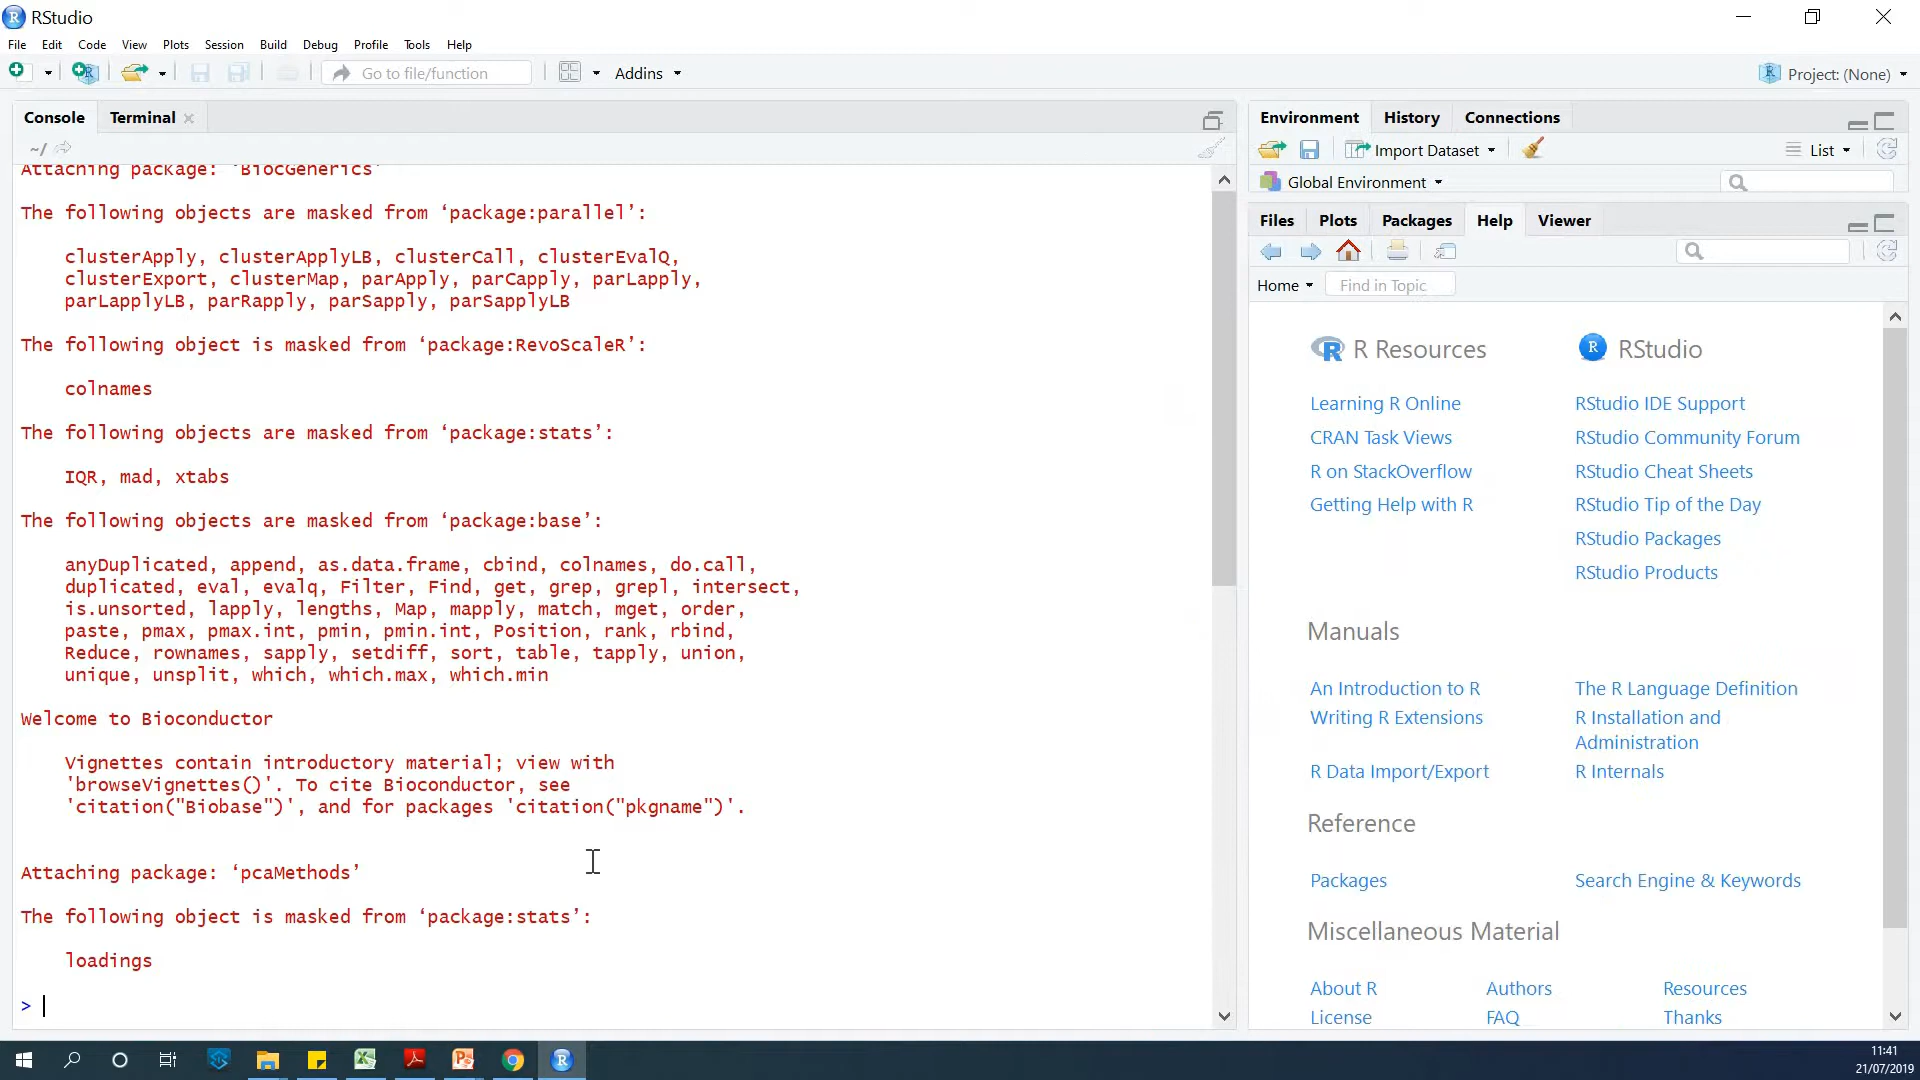 RStudio
File Edit Code View Plots Session Build Debug Profile Tools Help
Go to file/function Addins Project: (None)
Console Terminal
~/
Attaching package: ‘BiocGenerics’
The following objects are masked from ‘package:parallel’:
clusterApply, clusterApplyLB, clusterCall, clusterEvalQ,
clusterExport, clusterMap, parApply, parCapply, parLapply,
parLapplyLB, parRapply, parSapply, parSapplyLB
The following object is masked from ‘package:RevoScaleR’:
colnames
The following objects are masked from ‘package:stats’:
IQR, mad, xtabs
The following objects are masked from ‘package:base’:
anyDuplicated, append, as.data.frame, cbind, colnames, do.call,
duplicated, eval, evalq, Filter, Find, get, grep, grepl, intersect,
is.unsorted, lapply, lengths, Map, mapply, match, mget, order,
paste, pmax, pmax.int, pmin, pmin.int, Position, rank, rbind,
Reduce, rownames, sapply, setdiff, sort, table, tapply, union,
unique, unsplit, which, which.max, which.min
Welcome to Bioconductor
Vignettes contain introductory material; view with
'browseVignettes()'. To cite Bioconductor, see
'citation("Biobase")', and for packages 'citation("pkgname")'.
Attaching package: ‘pcaMethods’
The following object is masked from ‘package:stats’:
loadings
>
Environment History Connections
Import Dataset List
Global Environment
Files Plots Packages Help Viewer
Home Find in Topic
R Resources
Learning R Online
CRAN Task Views
R on StackOverflow
Getting Help with R
RStudio
RStudio IDE Support
RStudio Community Forum
RStudio Cheat Sheets
RStudio Tip of the Day
RStudio Packages
RStudio Products
Manuals
An Introduction to R
Writing R Extensions
R Data Import/Export
The R Language Definition
R Installation and
Administration
R Internals
Reference
Packages Search Engine & Keywords
Miscellaneous Material
About R Authors Resources
License FAQ Thanks
11:41
21/07/2019